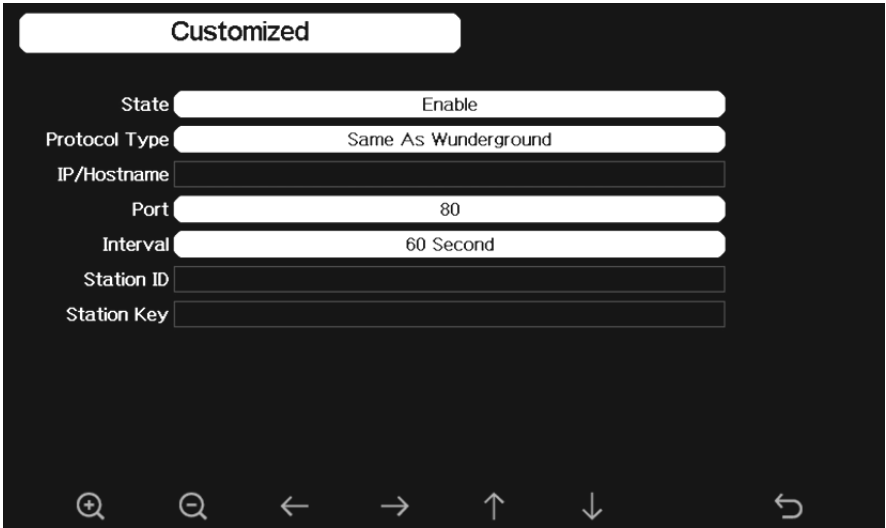 Customized
State Enable
Protocol Type Same As Wunderground
IP/Hostname
Port 80
Interval 60 Second
Station ID
Station Key